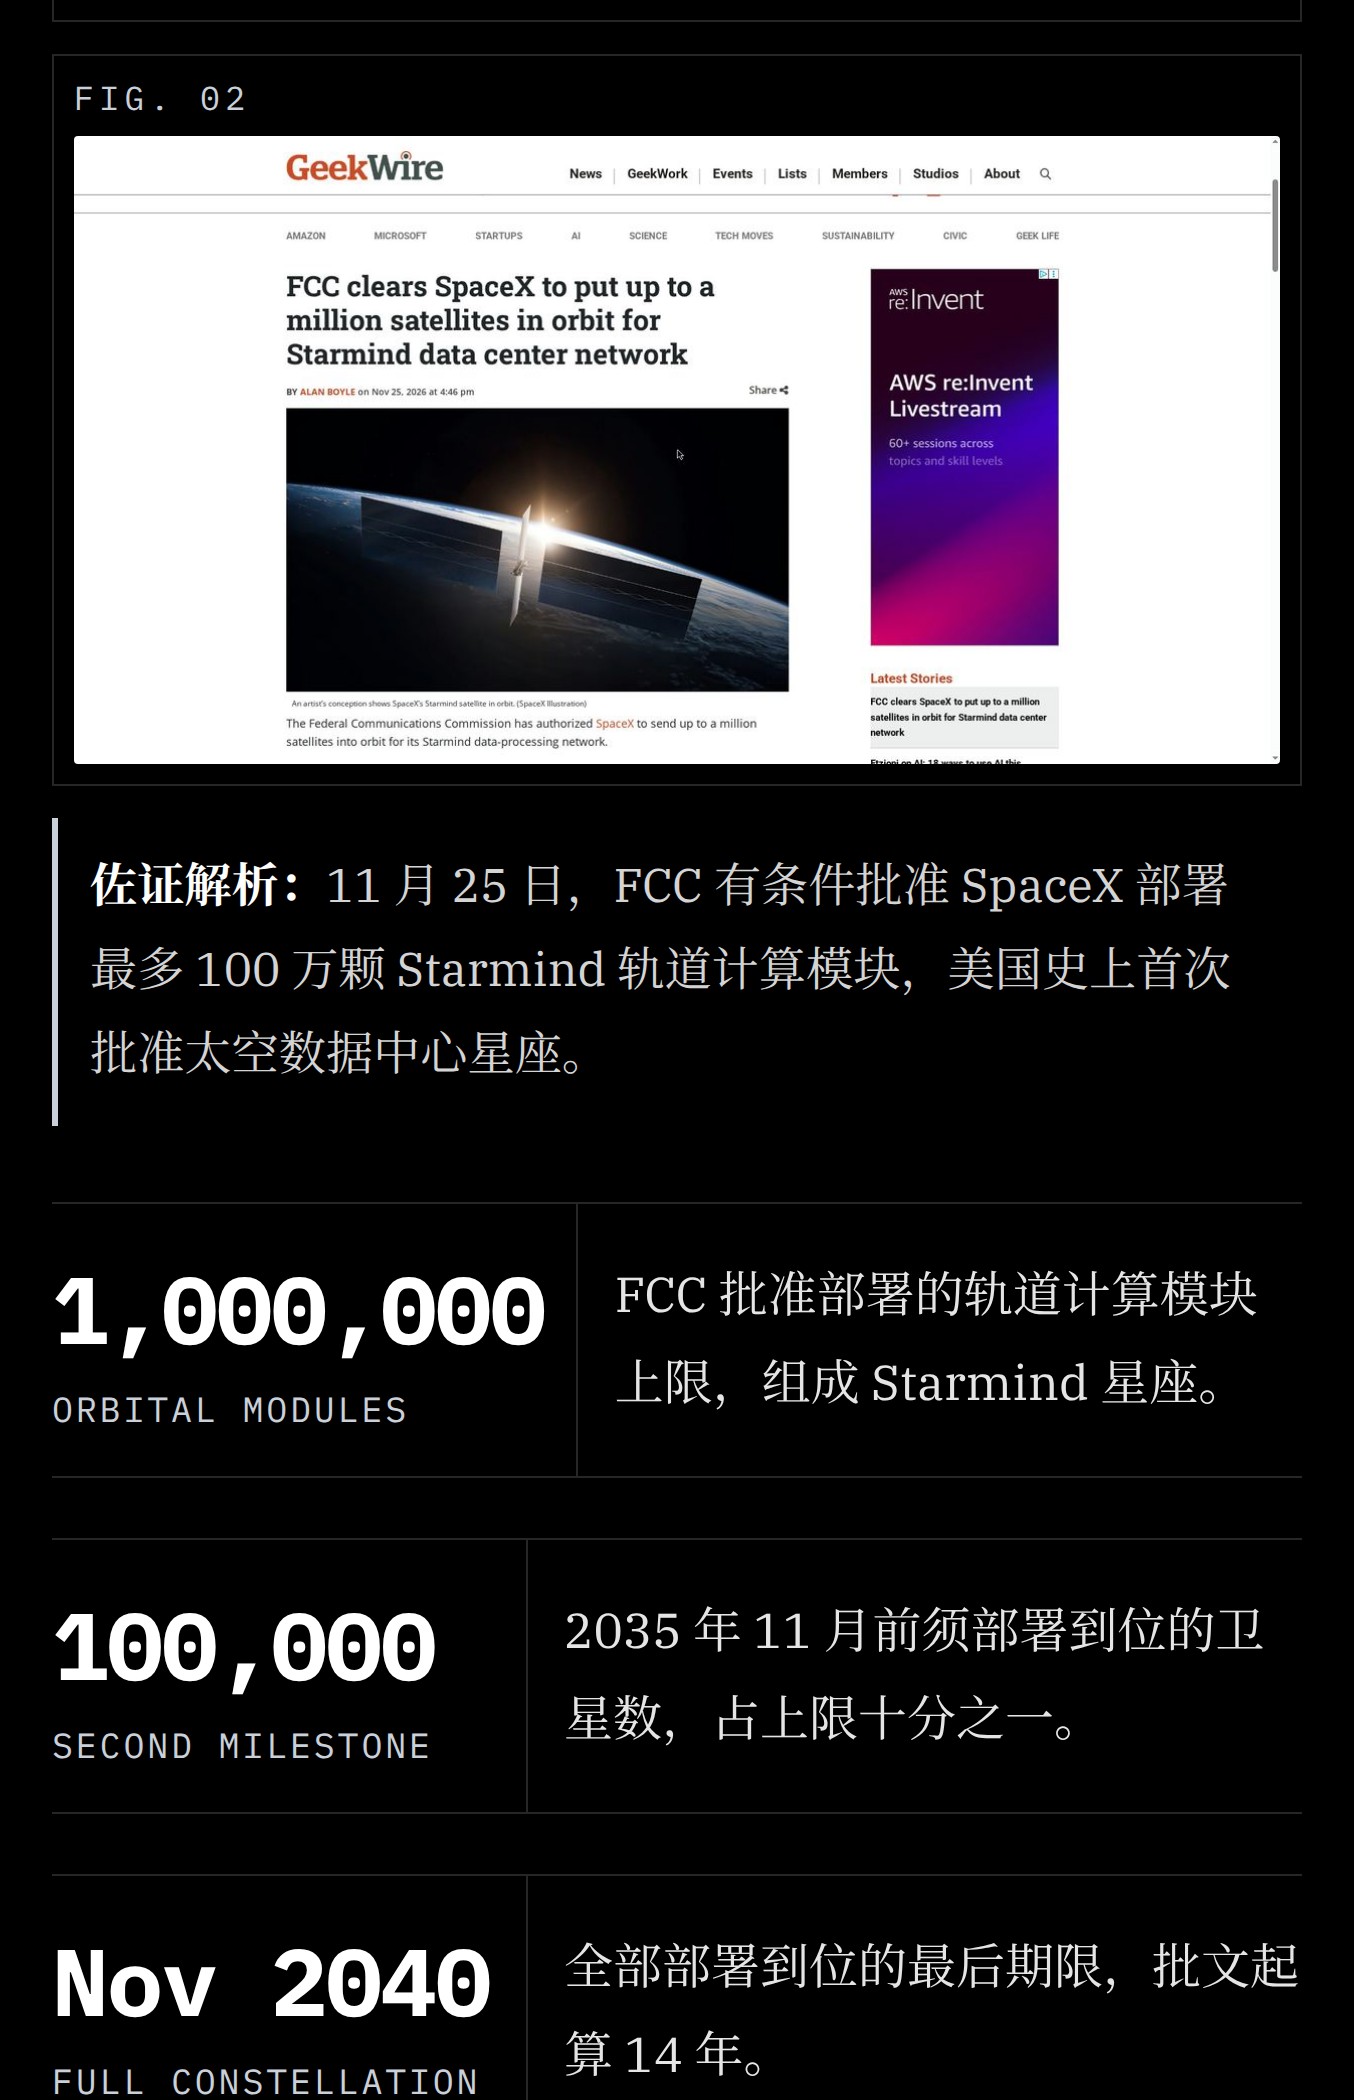 FIG. 02
GeekWire
News
GeekWork
Events
Lists
Members
Studios
About
AMAZON
MICROSOFT
STARTUPS
AI
SCIENCE
TECH MOVES
SUSTAINABILITY
CIVIC
GEEK LIFE
FCC clears SpaceX to put up to a
million satellites in orbit for
Starmind data center network
BY ALAN BOYLE on Nov 25, 2026 at 4:46 pm
Share
An artist's conception shows SpaceX's Starmind satellite in orbit. (SpaceX Illustration)
The Federal Communications Commission has authorized SpaceX to send up to a million
satellites into orbit for its Starmind data-processing network.
AWS
re:Invent
AWS re:Invent
Livestream
60+ sessions across
topics and skill levels
Latest Stories
FCC clears SpaceX to put up to a million
satellites in orbit for Starmind data center
network
Etzioni on AI: 18 ways to use AI this
佐证解析：11 月 25 日，FCC 有条件批准 SpaceX 部署
最多 100 万颗 Starmind 轨道计算模块，美国史上首次
批准太空数据中心星座。
1,000,000
ORBITAL MODULES
FCC 批准部署的轨道计算模块
上限，组成 Starmind 星座。
100,000
SECOND MILESTONE
2035 年 11 月前须部署到位的卫
星数，占上限十分之一。
Nov 2040
FULL CONSTELLATION
全部部署到位的最后期限，批文起
算 14 年。